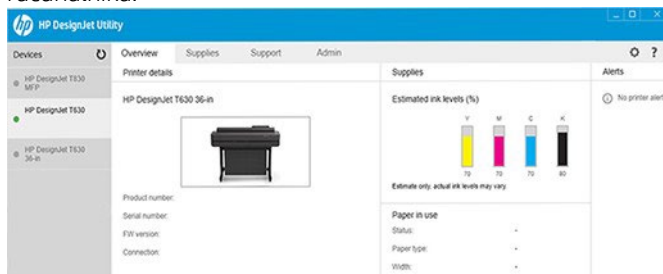 HP DesignJet Utility
Devices
HP DesignJet T830
MFP
HP DesignJet T630
HP DesignJet T630
36-in
Overview Supplies Support Admin
?
Printer details
HP DesignJet T630 36-in
Product number:
Serial number:
FW version:
Connection:
Supplies
Estimated ink levels (%)
Y M C K
70 70 70 80
Estimate only, actual ink levels may vary.
Paper in use
Status: -
Paper type: -
Width: -
Alerts
No printer alert